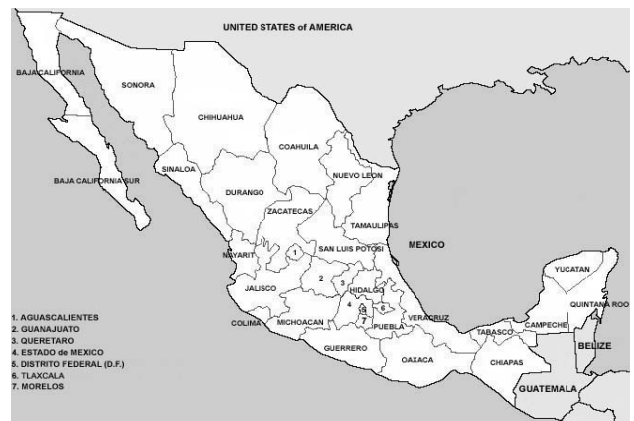 UNITED STATES of AMERICA
BAJA CALIFORNIA
SONORA
CHIHUAHUA
COAHUILA
SINALOA
NUEVO LEON
BAJA CALIFORNIA SUR
DURANGO
ZACATECAS
TAMAULIPAS
SAN LUIS POTOSI
MEXICO
NAYARIT
1
2
3
HIDALGO
JALISCO
4
5
6
7
VERACRUZ
COLIMA
MICHOACAN
PUEBLA
GUERRERO
OAXACA
TABASCO
CHIAPAS
CAMPECHE
YUCATAN
QUINTANA ROO
BELIZE
GUATEMALA
1. AGUASCALIENTES
2. GUANAJUATO
3. QUERETARO
4. ESTADO de MEXICO
5. DISTRITO FEDERAL (D.F.)
6. TLAXCALA
7. MORELOS